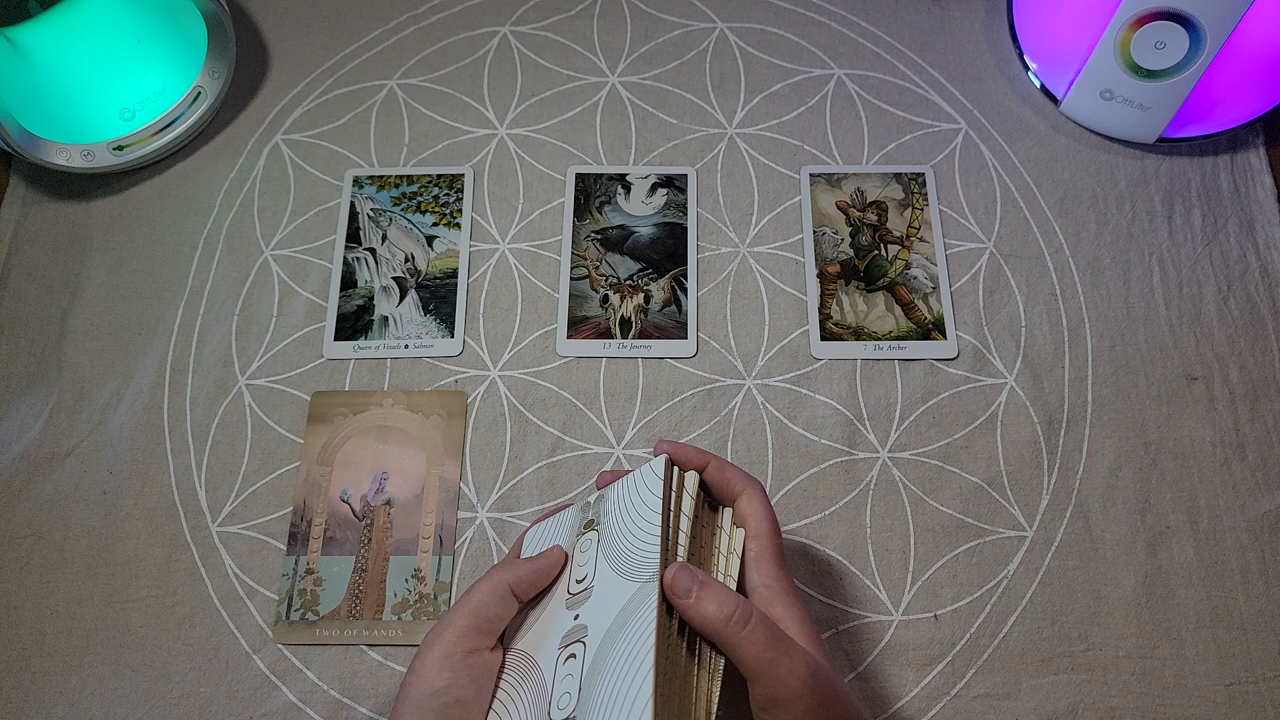 OttLite
OttLite
Queen of Vessels Salmon
13 The Journey
7 The Archer
TWO OF WANDS